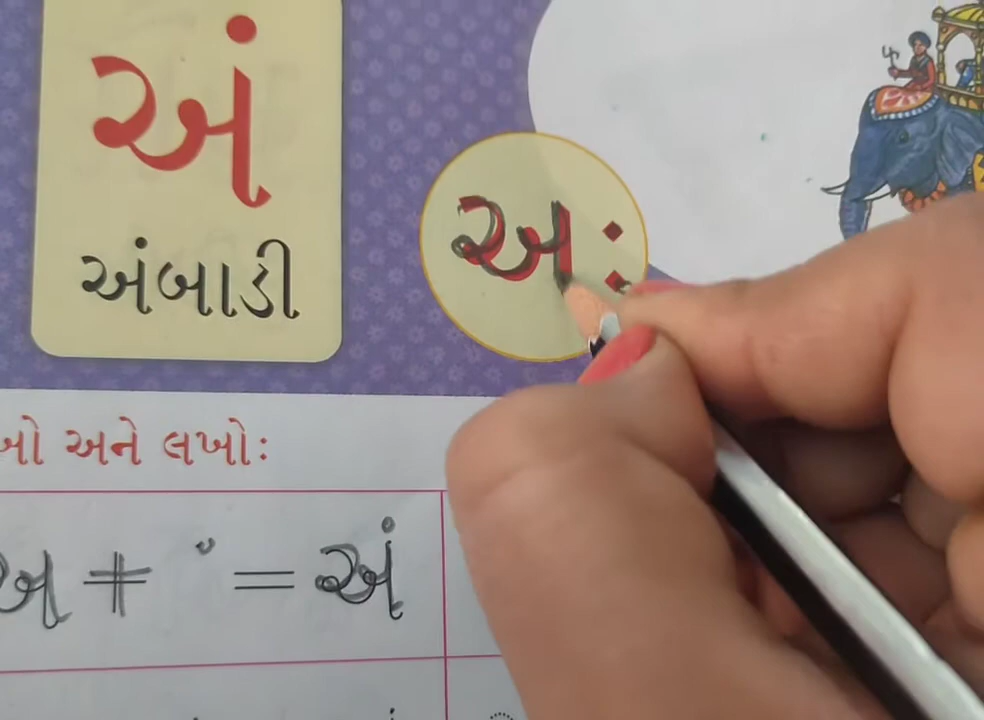 અં
અઃ
અંબાડી
અને લખોઃ
અ + ં = અં